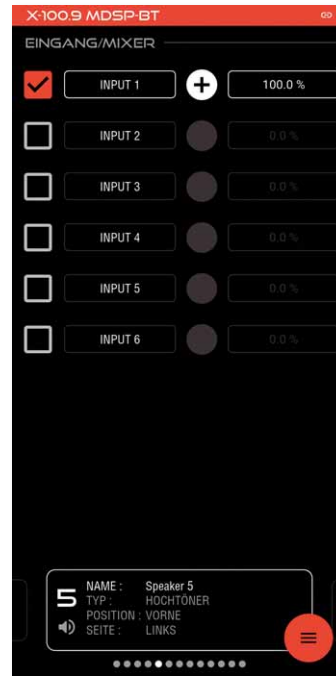 X-100.9 MDSP-BT
EINGANG/MIXER
INPUT 1 + 100.0 %
INPUT 2 0.0 %
INPUT 3 0.0 %
INPUT 4 0.0 %
INPUT 5 0.0 %
INPUT 6 0.0 %
5
NAME : Speaker 5
TYP : HOCHTÖNER
POSITION : VORNE
SEITE : LINKS